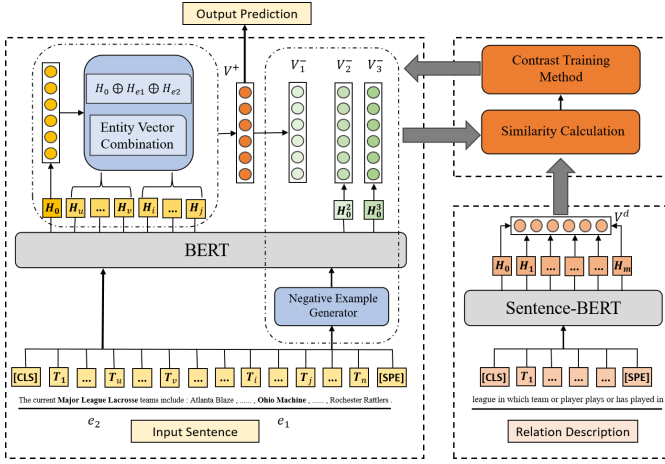 Output Prediction
V⁺
V₁⁻
V₂⁻
V₃⁻
H₀ ⊕ Hₑ₁ ⊕ Hₑ₂
Entity Vector
Combination
H₀ Hᵤ ... Hᵥ Hᵢ ... Hⱼ
H₀² H₀³
BERT
Negative Example
Generator
[CLS] T₁ ... Tᵤ ... Tᵥ ... Tᵢ ... Tⱼ ... Tₙ [SPE]
The current Major League Lacrosse teams include : Atlanta Blaze , ...... , Ohio Machine , ...... , Rochester Rattlers .
e₂ e₁
Input Sentence
Contrast Training
Method
Similarity Calculation
Vᵈ
H₀ H₁ ... ... ... Hₘ
Sentence-BERT
[CLS] T₁ ... ... ... [SPE]
league in which team or player plays or has played in
Relation Description